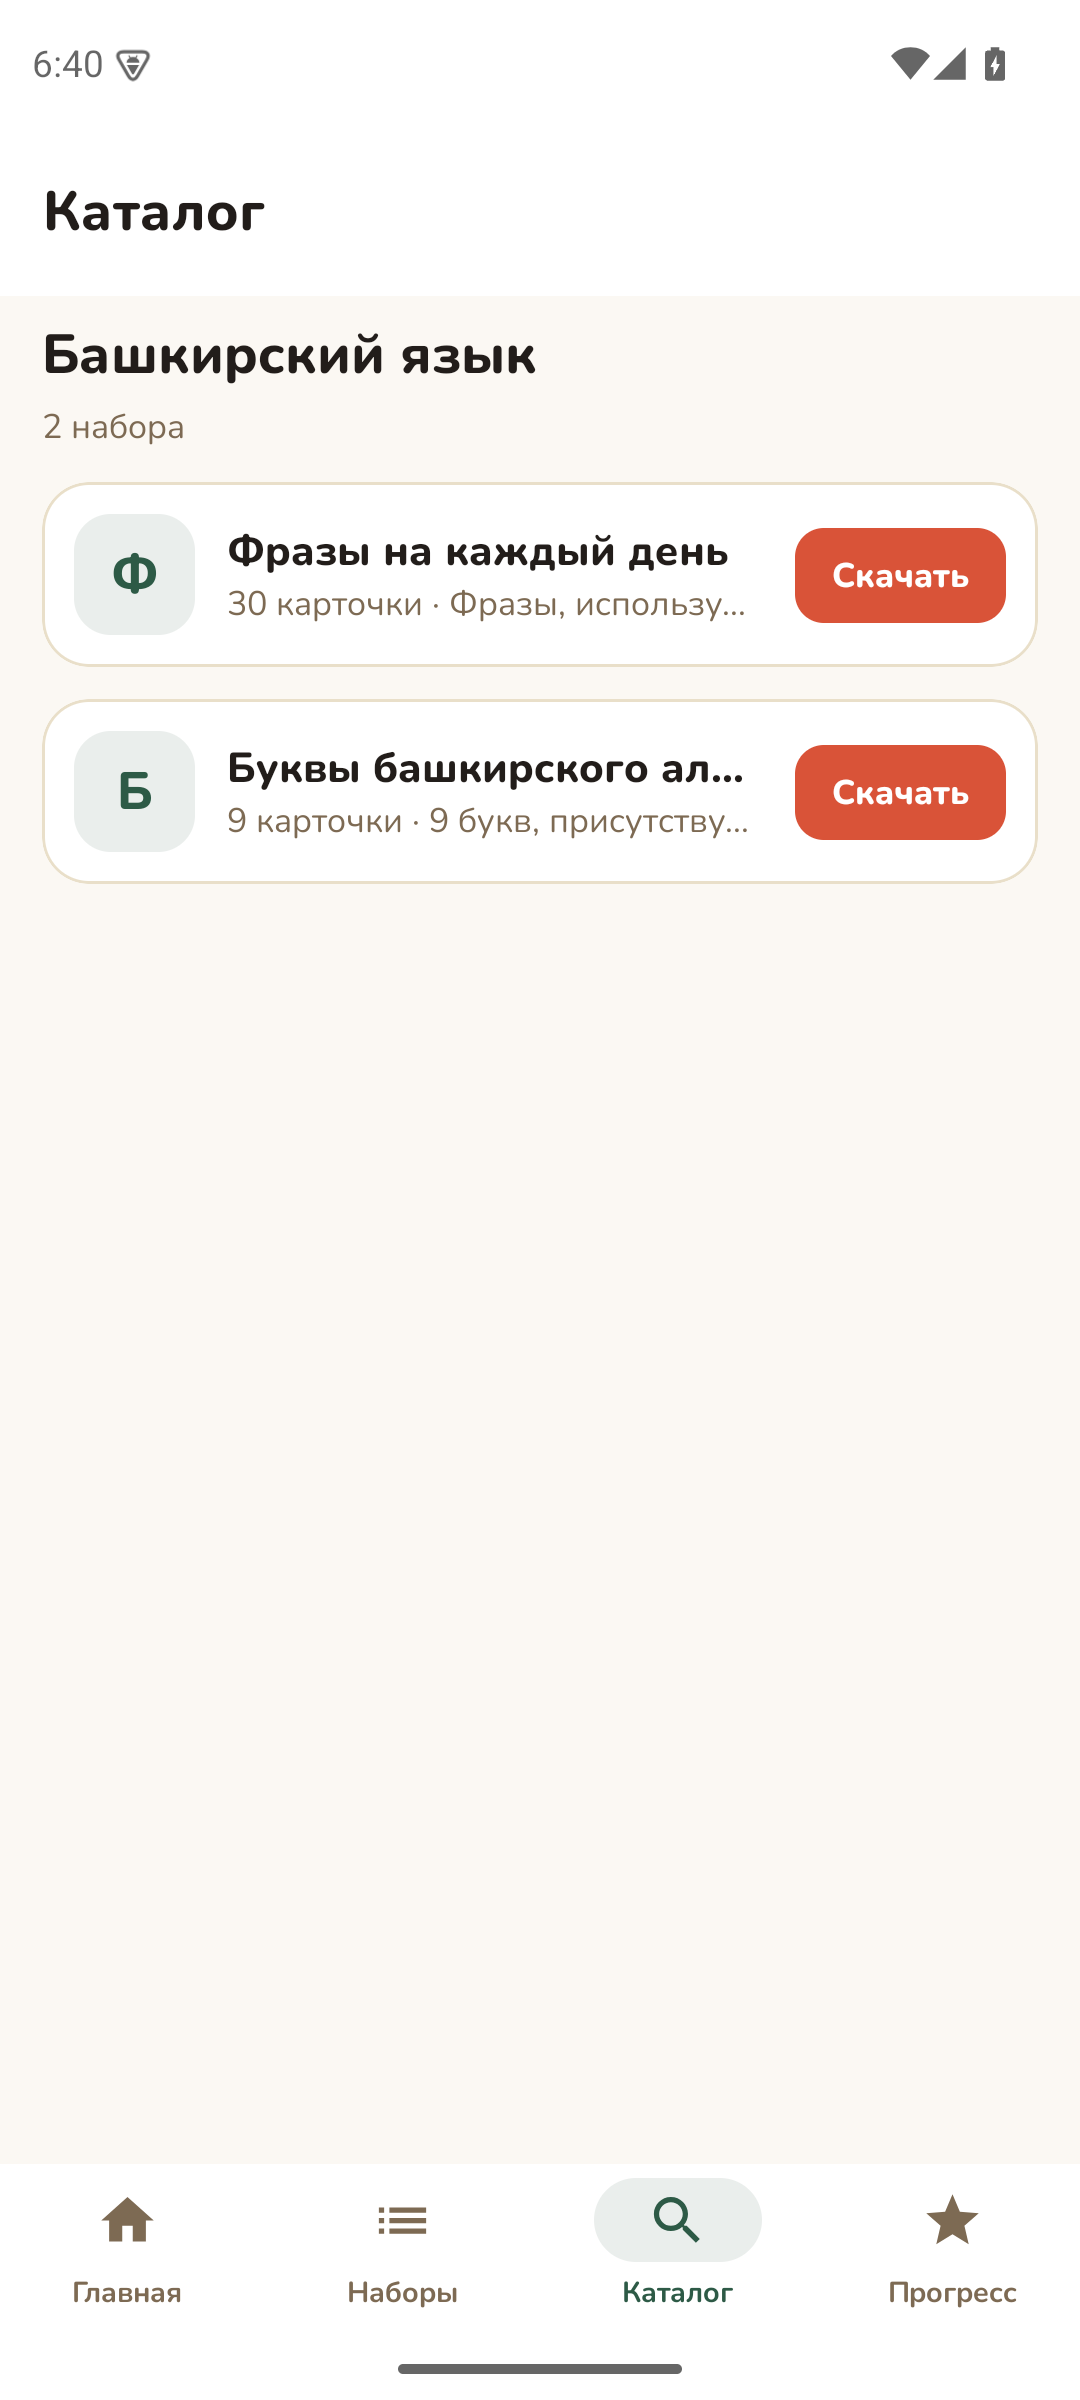 6:40
Каталог
Башкирский язык
2 набора
Ф
Фразы на каждый день
30 карточки · Фразы, использу...
Скачать
Б
Буквы башкирского ал...
9 карточки · 9 букв, присутству...
Скачать
Главная
Наборы
Каталог
Прогресс